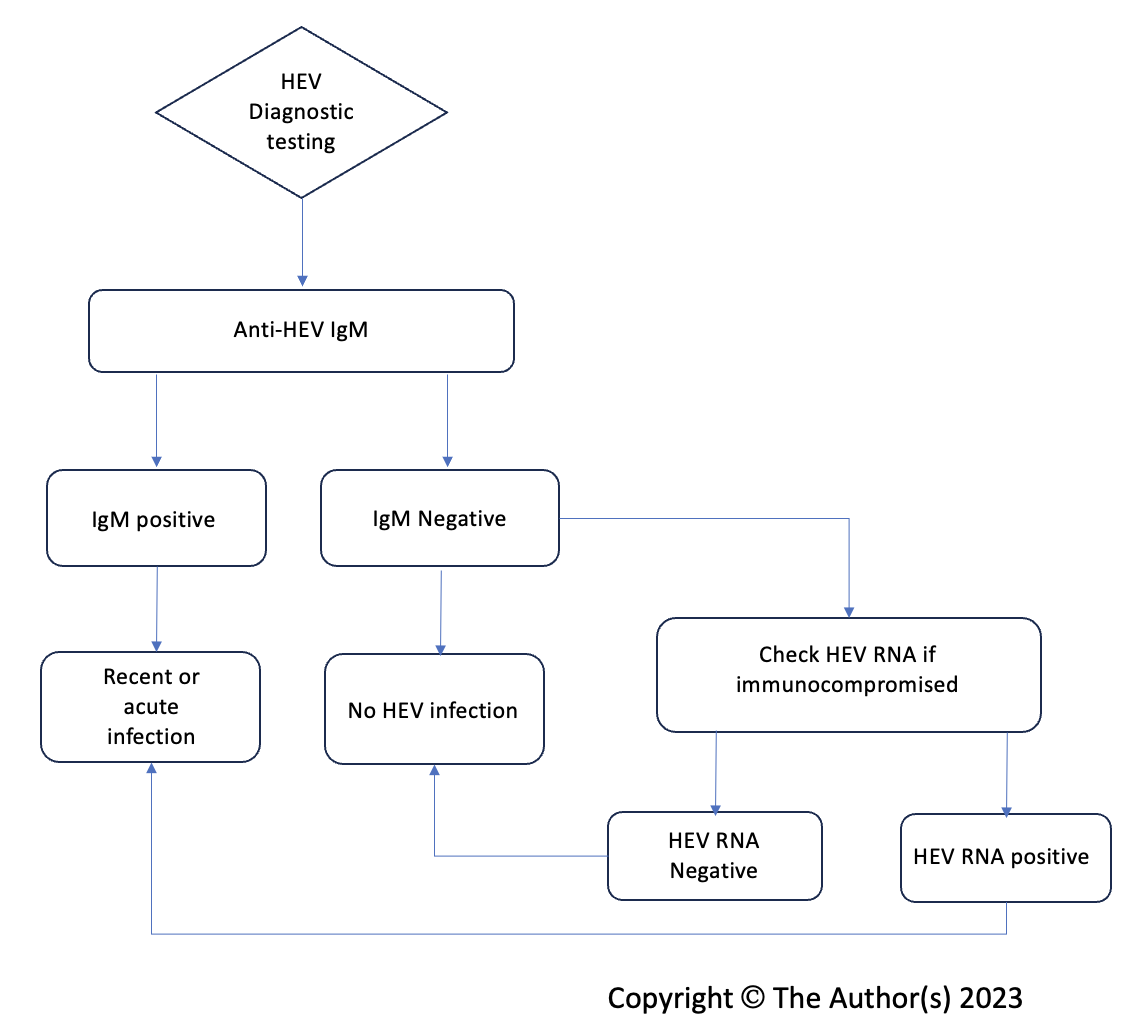 HEV
Diagnostic
testing
Anti-HEV IgM
IgM positive
IgM Negative
Recent or
acute
infection
No HEV infection
Check HEV RNA if
immunocompromised
HEV RNA
Negative
HEV RNA positive
Copyright © The Author(s) 2023